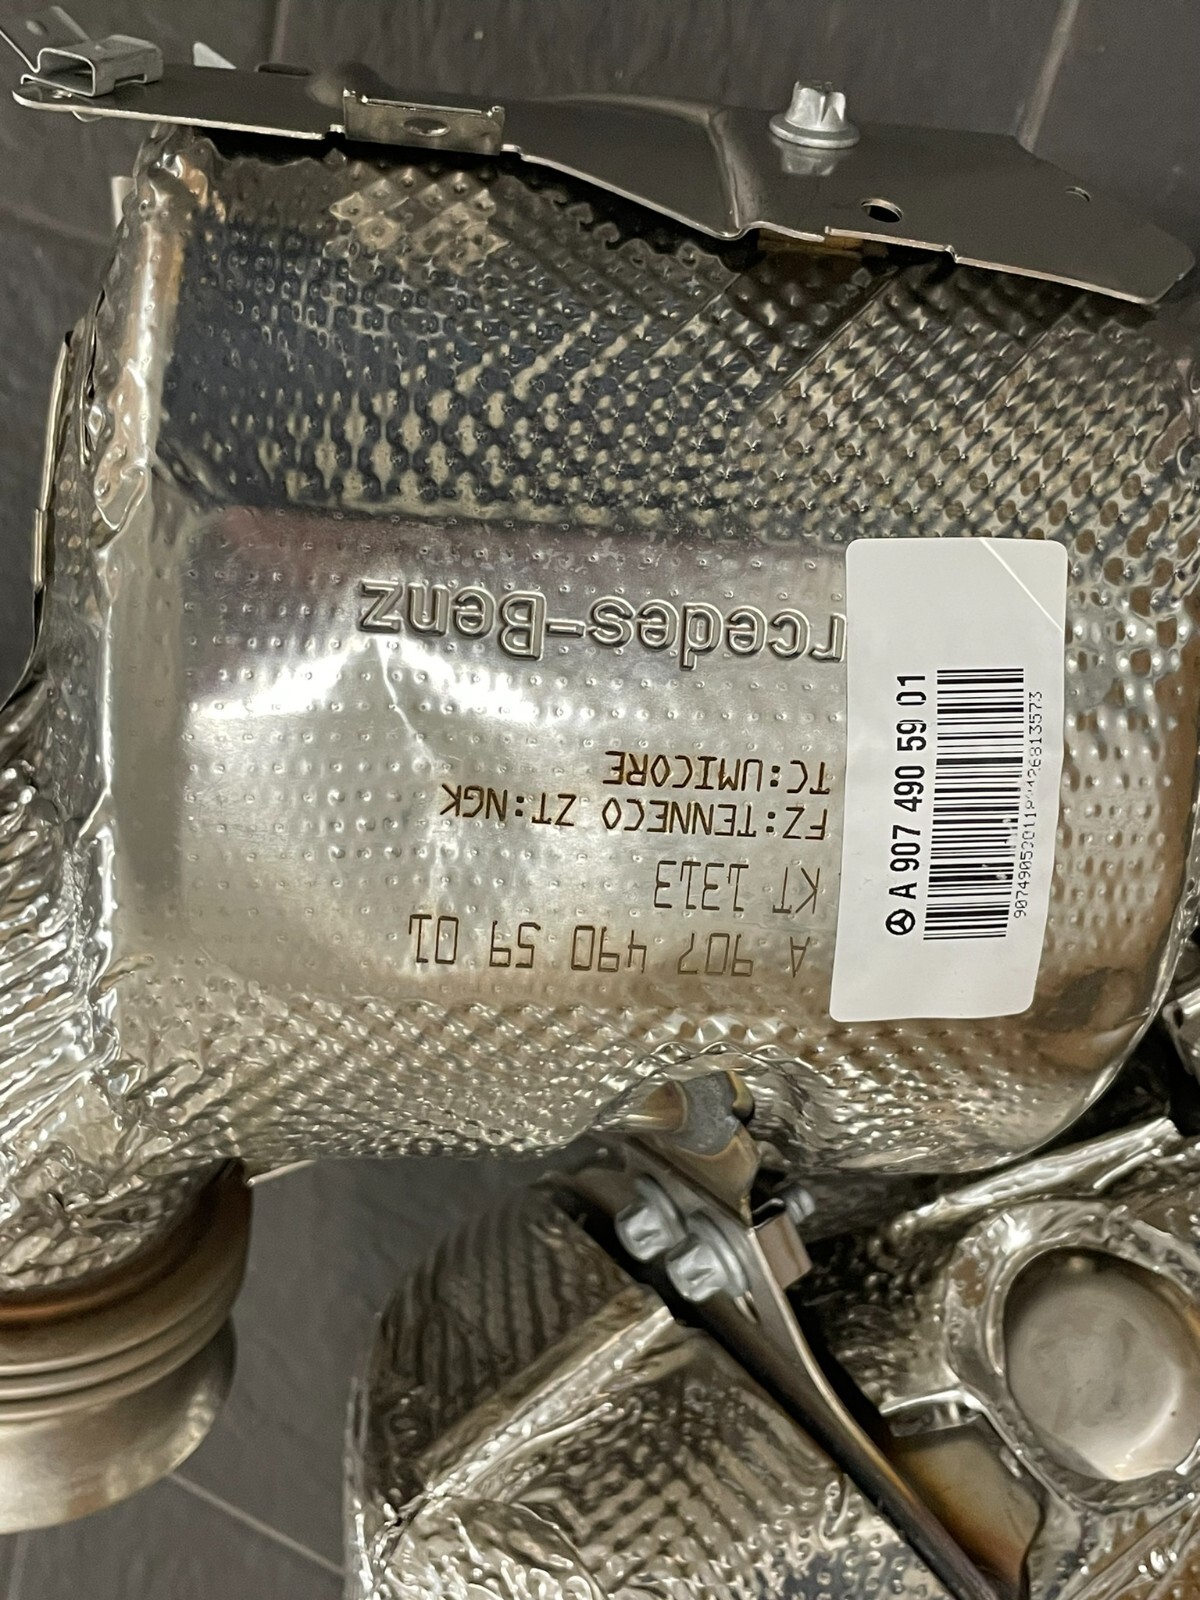 rcedes-Benz
TC:UMICORE
FZ:TENNECO ZT:NGK
KT 1313
A 907 490 59 01
A 907 490 59 01